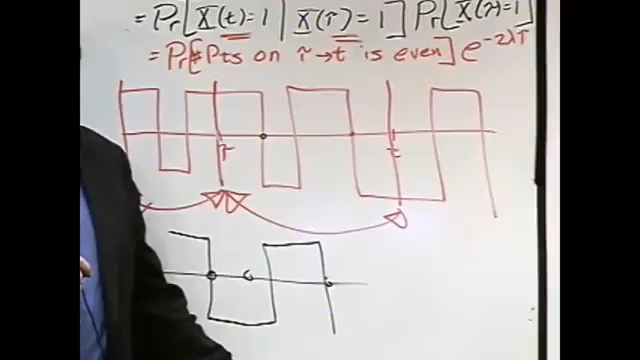 = Pr[X(t)=1 | X(τ)=1] Pr[X(τ)=1]
= Pr[#Pts on τ→t is even] e^{-2λτ}
τ t